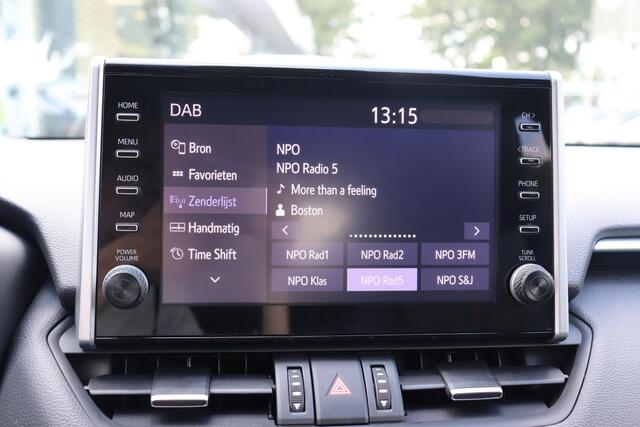 DAB 13:15
HOME
MENU
AUDIO
MAP
POWER
VOLUME
Bron
Favorieten
Zenderlijst
Handmatig
Time Shift
NPO
NPO Radio 5
More than a feeling
Boston
NPO Rad1 NPO Rad2 NPO 3FM
NPO Klas NPO Rad5 NPO S&J
CH >
< TRACK
PHONE
SETUP
TUNE
SCROLL